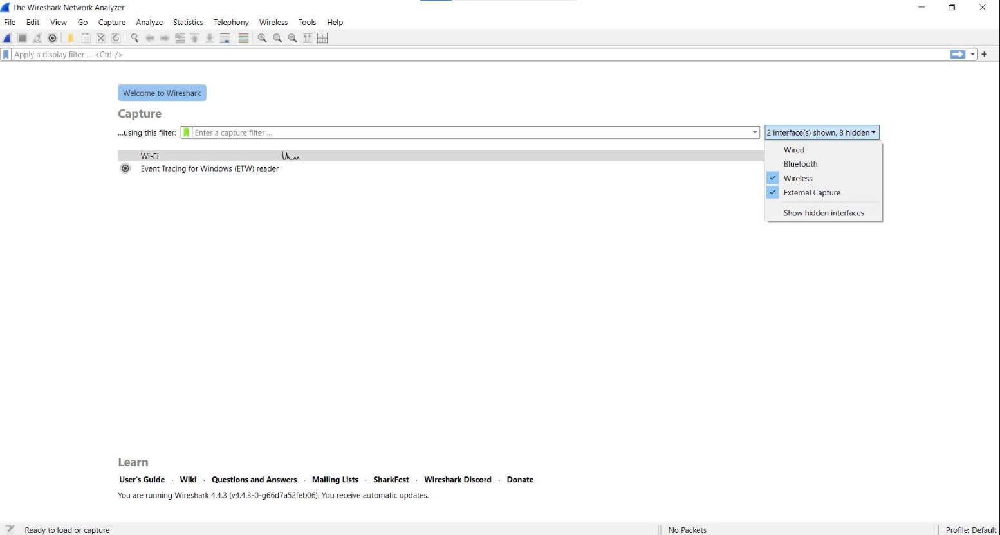 The Wireshark Network Analyzer
File Edit View Go Capture Analyze Statistics Telephony Wireless Tools Help
Apply a display filter ... <Ctrl-/>
Welcome to Wireshark
Capture
...using this filter: Enter a capture filter ... 2 interface(s) shown, 8 hidden
Wi-Fi
Event Tracing for Windows (ETW) reader
Wired
Bluetooth
Wireless
External Capture
Show hidden interfaces
Learn
User's Guide · Wiki · Questions and Answers · Mailing Lists · SharkFest · Wireshark Discord · Donate
You are running Wireshark 4.4.3 (v4.4.3-0-g66d7a52feb06). You receive automatic updates.
Ready to load or capture No Packets Profile: Default